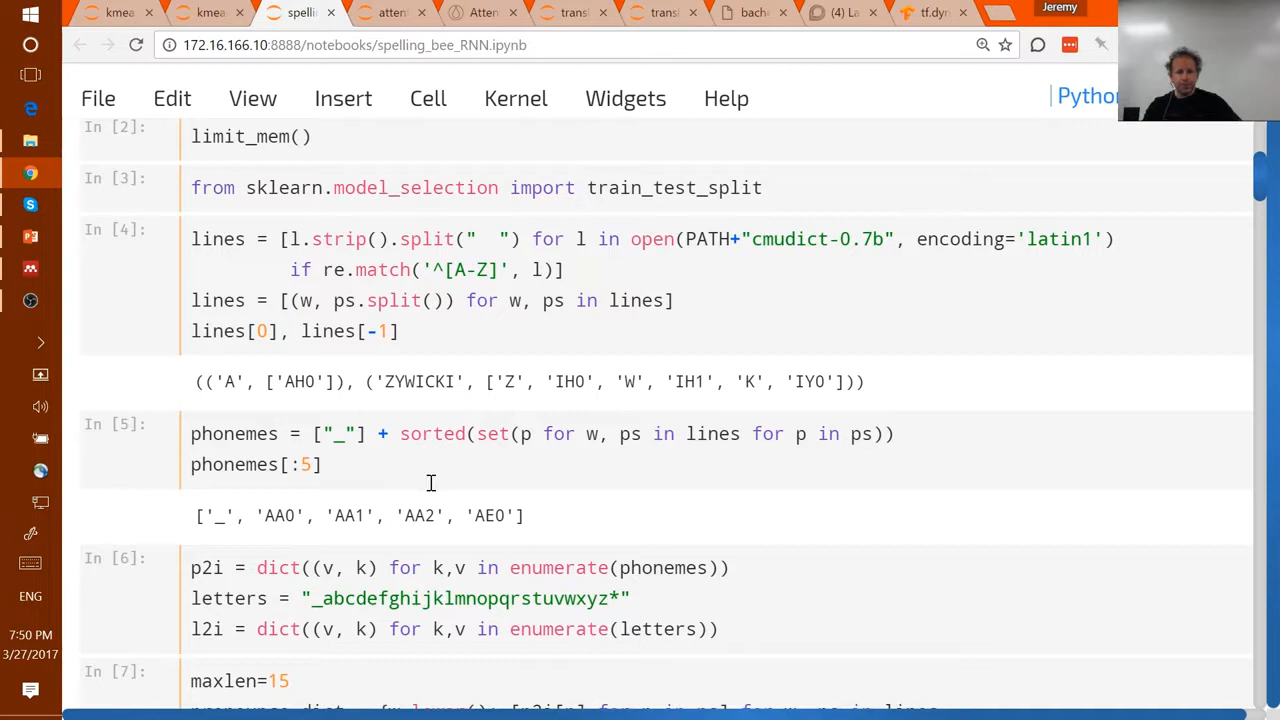 kmea
kmea
spelli
attent
Atten
transl
transl
bache
(4) La
tf.dyn
Jeremy
172.16.166.10:8888/notebooks/spelling_bee_RNN.ipynb
File Edit View Insert Cell Kernel Widgets Help
Pytho
In [2]:
limit_mem()
In [3]:
from sklearn.model_selection import train_test_split
In [4]:
lines = [l.strip().split("  ") for l in open(PATH+"cmudict-0.7b", encoding='latin1')
if re.match('^[A-Z]', l)]
lines = [(w, ps.split()) for w, ps in lines]
lines[0], lines[-1]
(('A', ['AH0']), ('ZYWICKI', ['Z', 'IH0', 'W', 'IH1', 'K', 'IY0']))
In [5]:
phonemes = ["_"] + sorted(set(p for w, ps in lines for p in ps))
phonemes[:5]
['_', 'AA0', 'AA1', 'AA2', 'AE0']
In [6]:
p2i = dict((v, k) for k,v in enumerate(phonemes))
letters = "_abcdefghijklmnopqrstuvwxyz*"
l2i = dict((v, k) for k,v in enumerate(letters))
In [7]:
maxlen=15
ENG
7:50 PM
3/27/2017